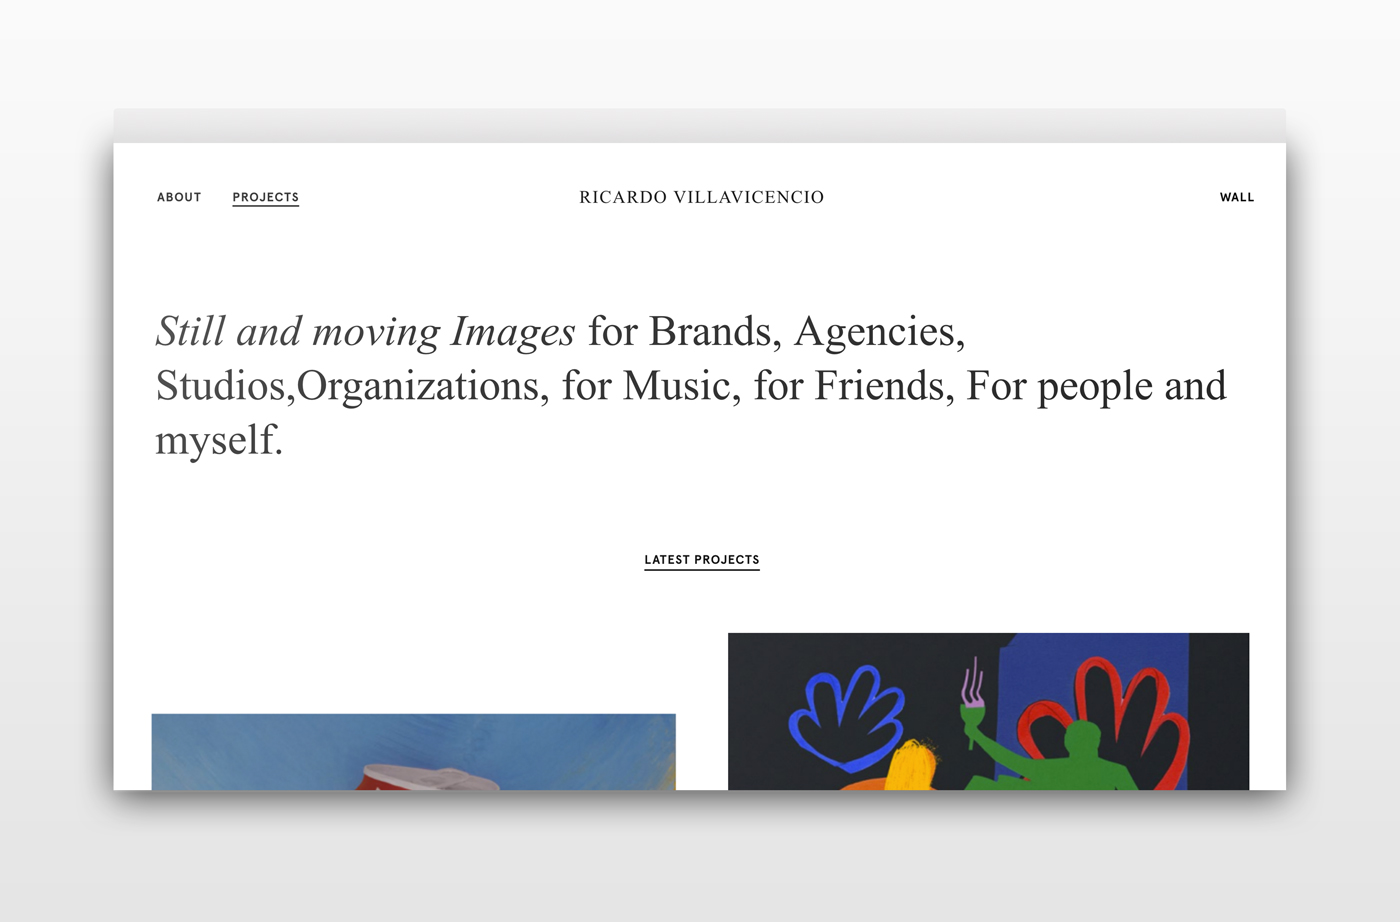 ABOUT PROJECTS RICARDO VILLAVICENCIO WALL
Still and moving Images for Brands, Agencies,
Studios,Organizations, for Music, for Friends, For people and
myself.
LATEST PROJECTS